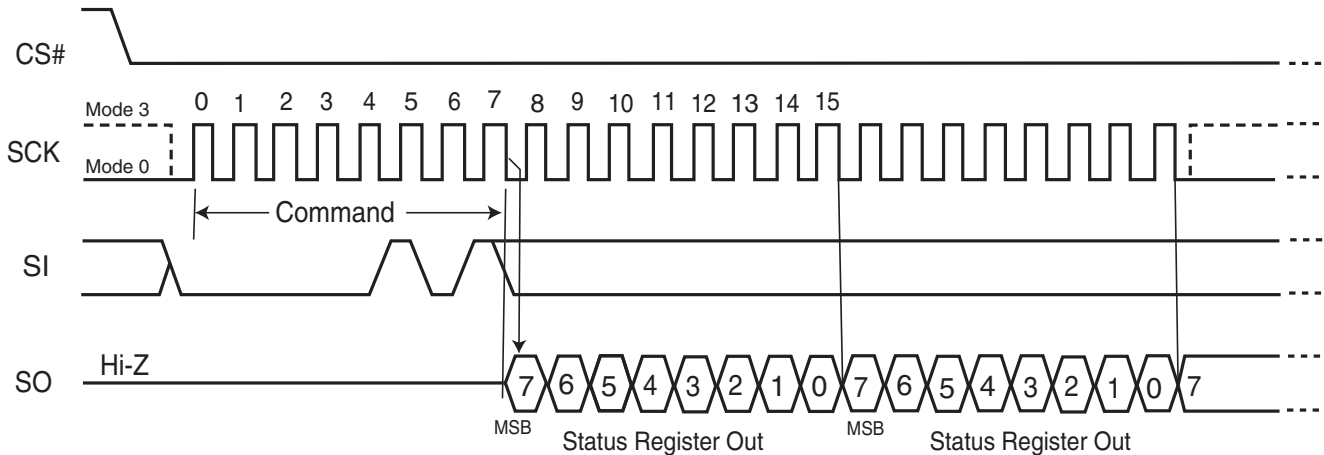 CS#
Mode 3
0 1 2 3 4 5 6 7 8 9 10 11 12 13 14 15
SCK
Mode 0
Command
SI
Hi-Z
SO
7 6 5 4 3 2 1 0 7 6 5 4 3 2 1 0 7
MSB Status Register Out MSB Status Register Out